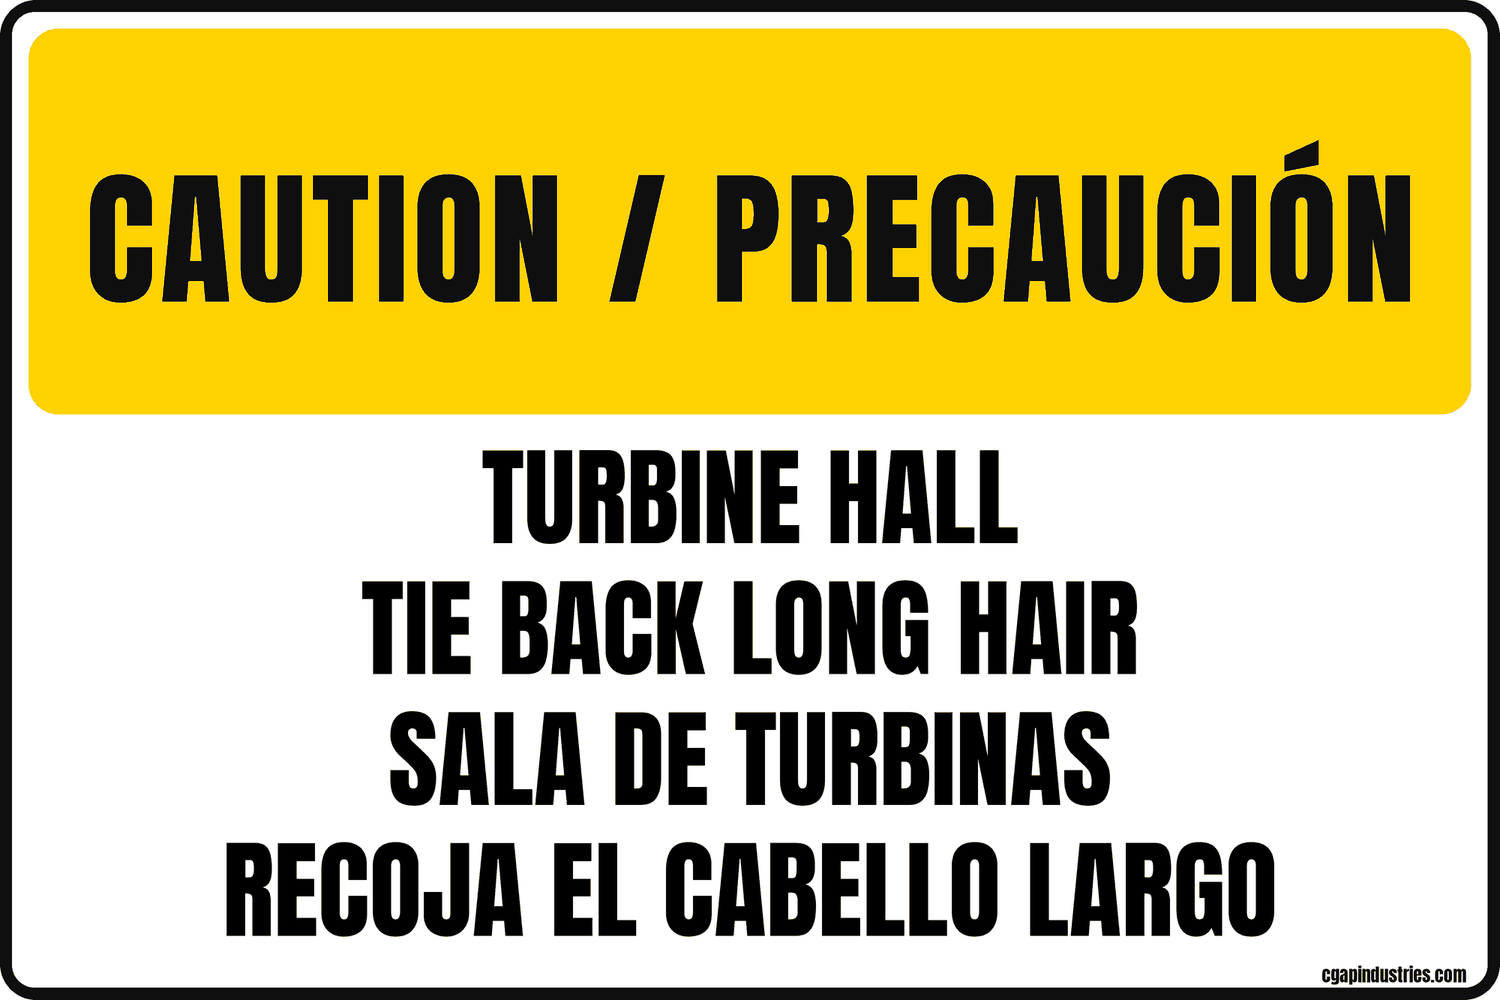 CAUTION / PRECAUCIÓN
TURBINE HALL
TIE BACK LONG HAIR
SALA DE TURBINAS
RECOJA EL CABELLO LARGO
cgapindustries.com